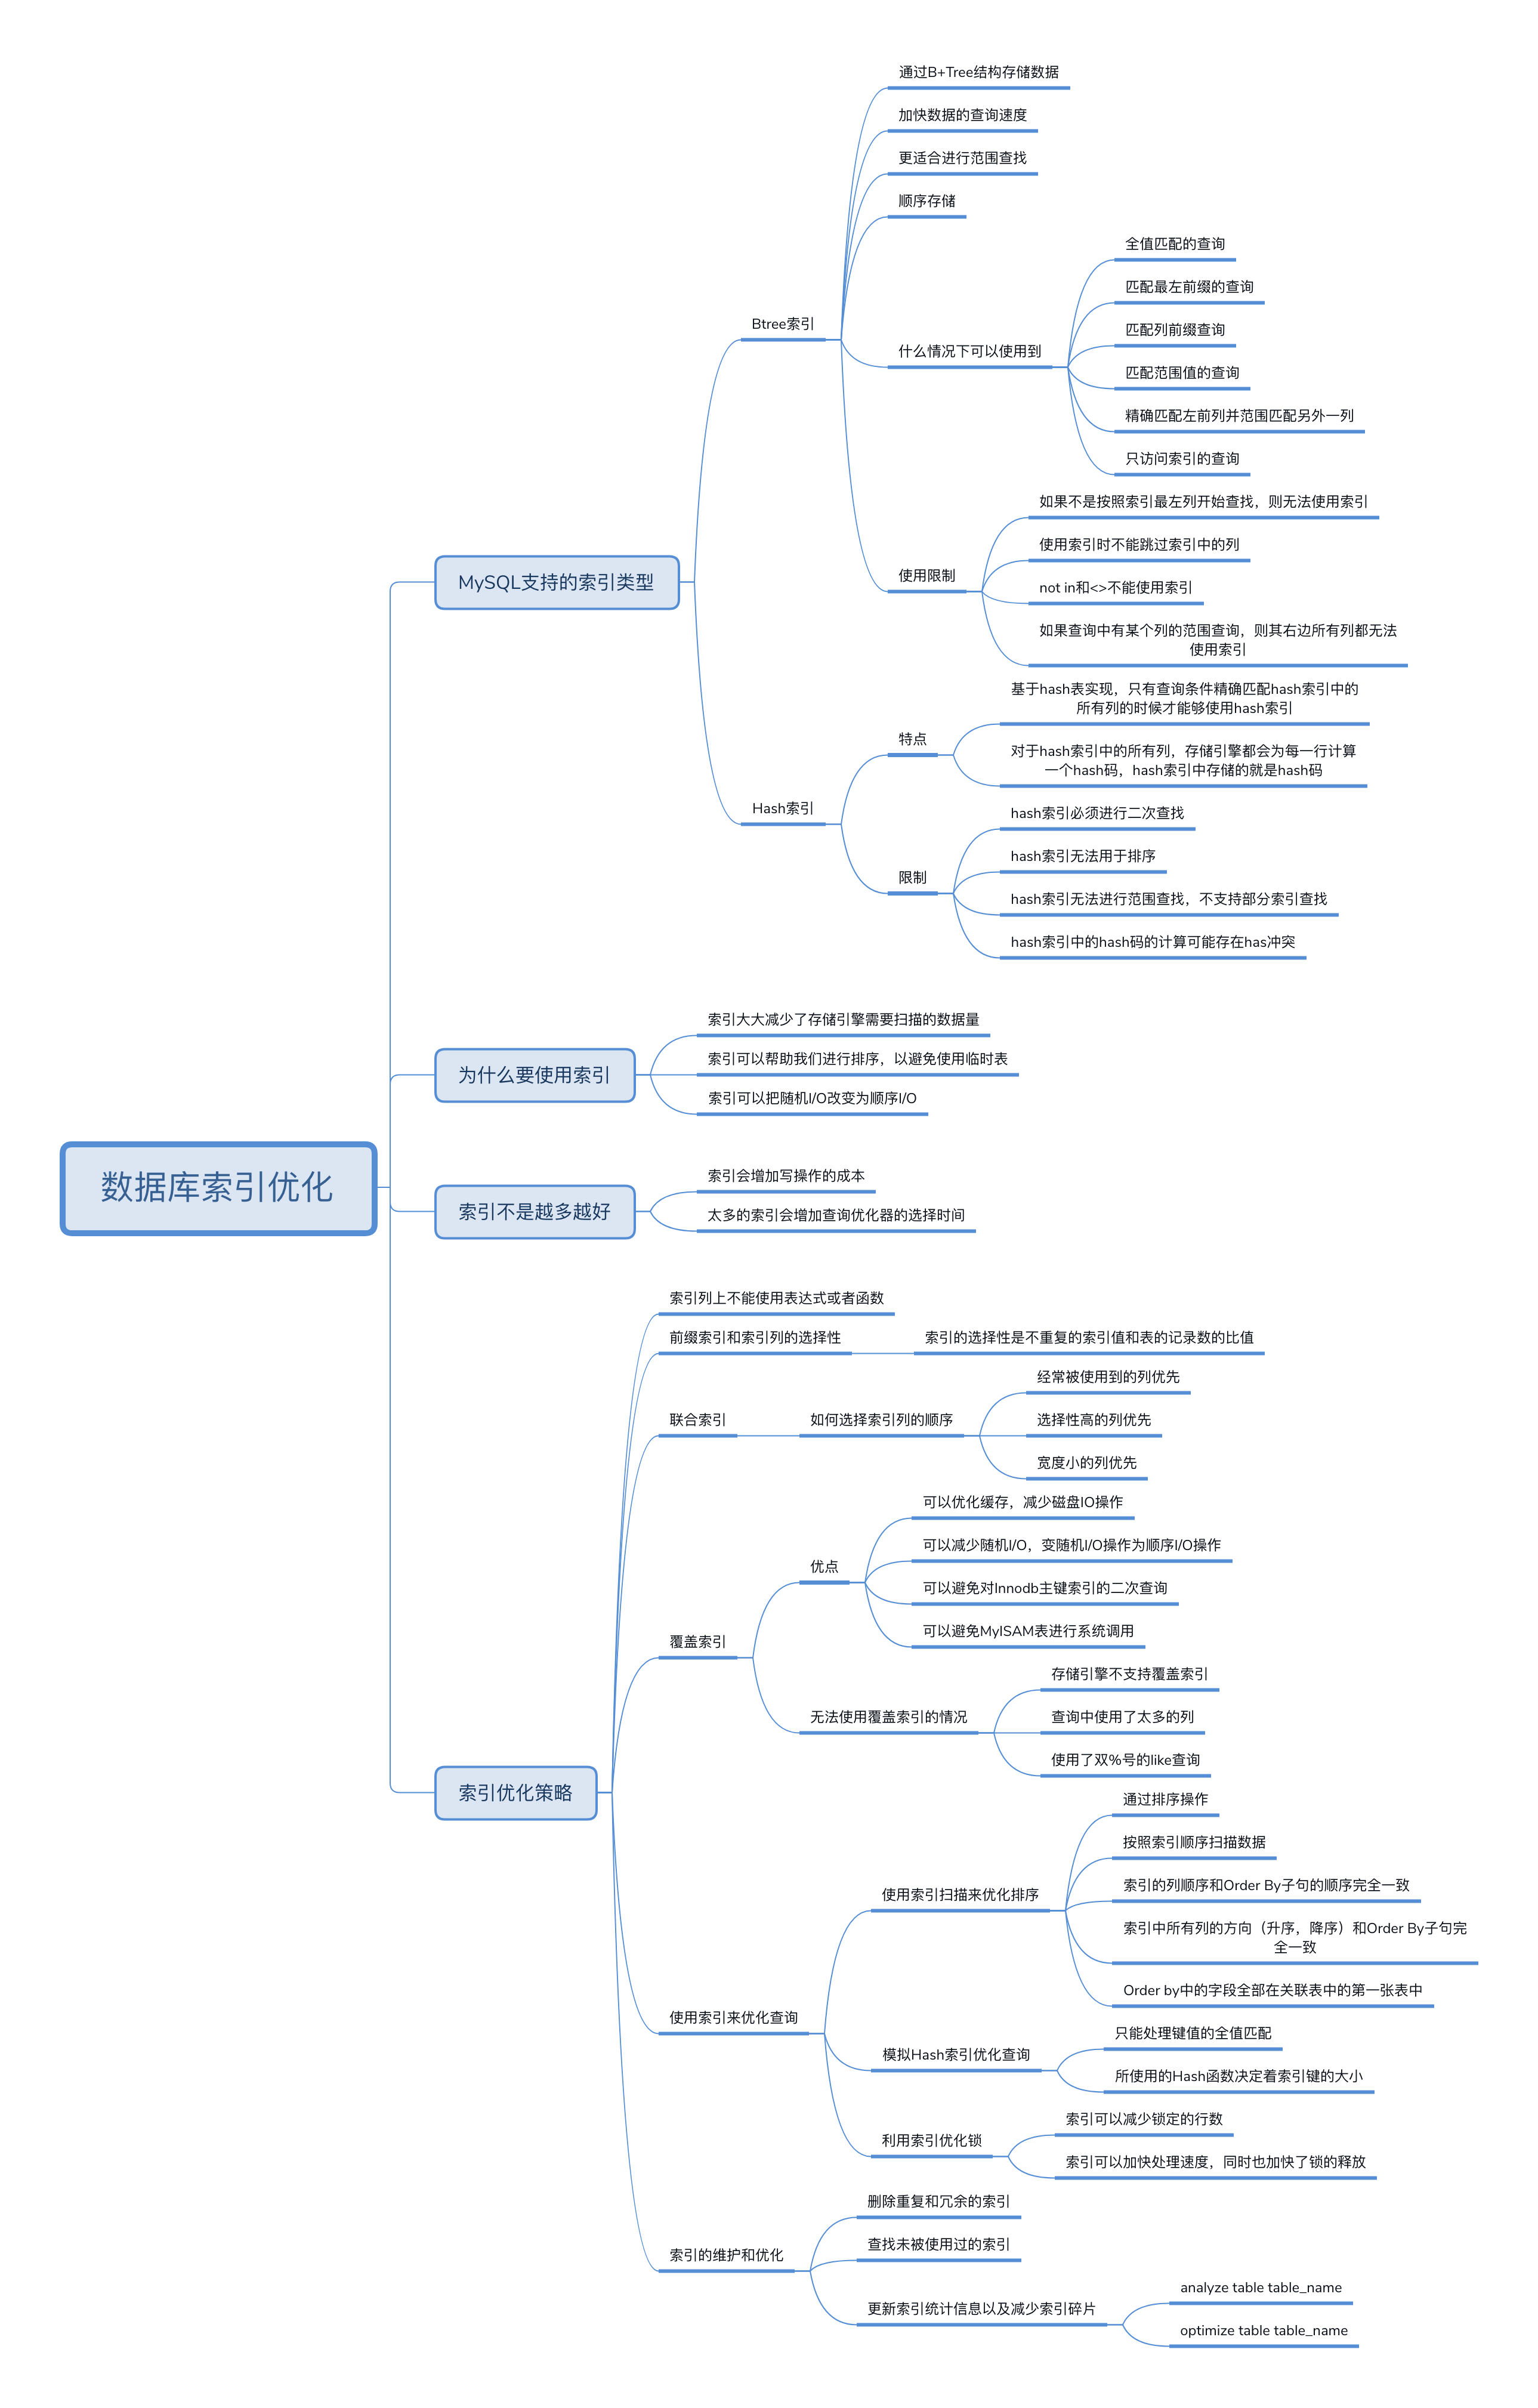 数据库索引优化
MySQL支持的索引类型
Btree索引
通过B+Tree结构存储数据
加快数据的查询速度
更适合进行范围查找
顺序存储
什么情况下可以使用到
全值匹配的查询
匹配最左前缀的查询
匹配列前缀查询
匹配范围值的查询
精确匹配左前列并范围匹配另外一列
只访问索引的查询
使用限制
如果不是按照索引最左列开始查找，则无法使用索引
使用索引时不能跳过索引中的列
not in和<>不能使用索引
如果查询中有某个列的范围查询，则其右边所有列都无法
使用索引
Hash索引
特点
基于hash表实现，只有查询条件精确匹配hash索引中的
所有列的时候才能够使用hash索引
对于hash索引中的所有列，存储引擎都会为每一行计算
一个hash码，hash索引中存储的就是hash码
限制
hash索引必须进行二次查找
hash索引无法用于排序
hash索引无法进行范围查找，不支持部分索引查找
hash索引中的hash码的计算可能存在has冲突
为什么要使用索引
索引大大减少了存储引擎需要扫描的数据量
索引可以帮助我们进行排序，以避免使用临时表
索引可以把随机I/O改变为顺序I/O
索引不是越多越好
索引会增加写操作的成本
太多的索引会增加查询优化器的选择时间
索引优化策略
索引列上不能使用表达式或者函数
前缀索引和索引列的选择性
索引的选择性是不重复的索引值和表的记录数的比值
联合索引
如何选择索引列的顺序
经常被使用到的列优先
选择性高的列优先
宽度小的列优先
覆盖索引
优点
可以优化缓存，减少磁盘IO操作
可以减少随机I/O，变随机I/O操作为顺序I/O操作
可以避免对Innodb主键索引的二次查询
可以避免MyISAM表进行系统调用
无法使用覆盖索引的情况
存储引擎不支持覆盖索引
查询中使用了太多的列
使用了双%号的like查询
使用索引来优化查询
使用索引扫描来优化排序
通过排序操作
按照索引顺序扫描数据
索引的列顺序和Order By子句的顺序完全一致
索引中所有列的方向（升序，降序）和Order By子句完
全一致
Order by中的字段全部在关联表中的第一张表中
模拟Hash索引优化查询
只能处理键值的全值匹配
所使用的Hash函数决定着索引键的大小
利用索引优化锁
索引可以减少锁定的行数
索引可以加快处理速度，同时也加快了锁的释放
索引的维护和优化
删除重复和冗余的索引
查找未被使用过的索引
更新索引统计信息以及减少索引碎片
analyze table table_name
optimize table table_name